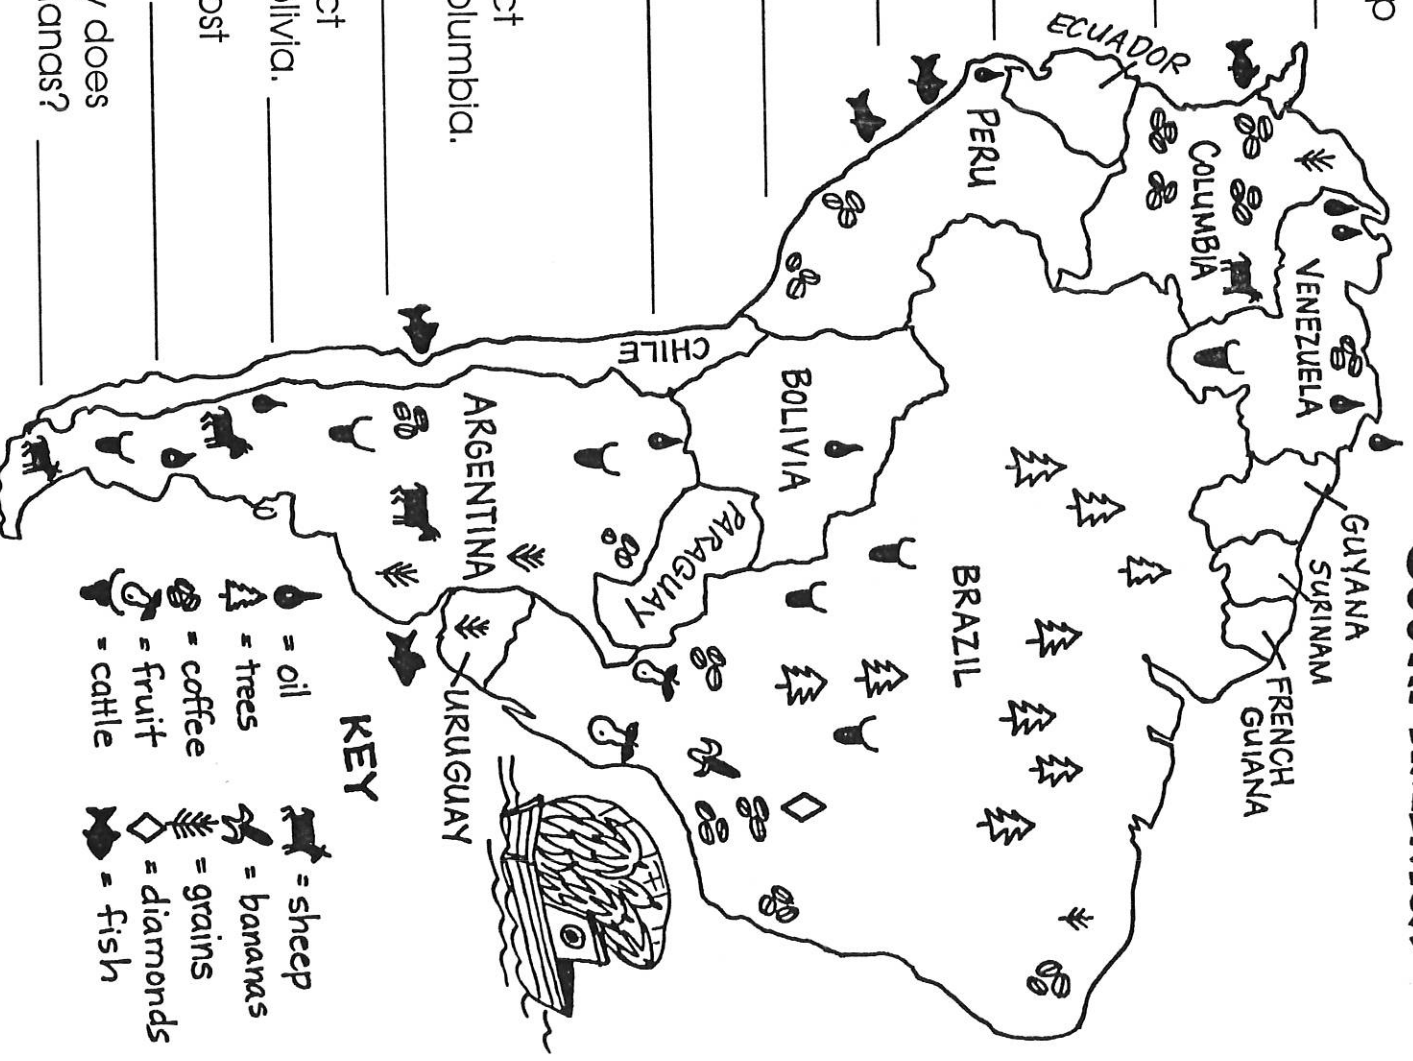 ct
olumbia.
ct
olivia.
ost
y does
anas?
ECUADOR
COLUMBIA
VENEZUELA
GUYANA
SURINAM
FRENCH
GUIANA
PERU
BRAZIL
BOLIVIA
PARAGUAY
CHILE
ARGENTINA
URUGUAY
KEY
= oil
= trees
= coffee
= fruit
= cattle
= sheep
= bananas
= grains
= diamonds
= fish